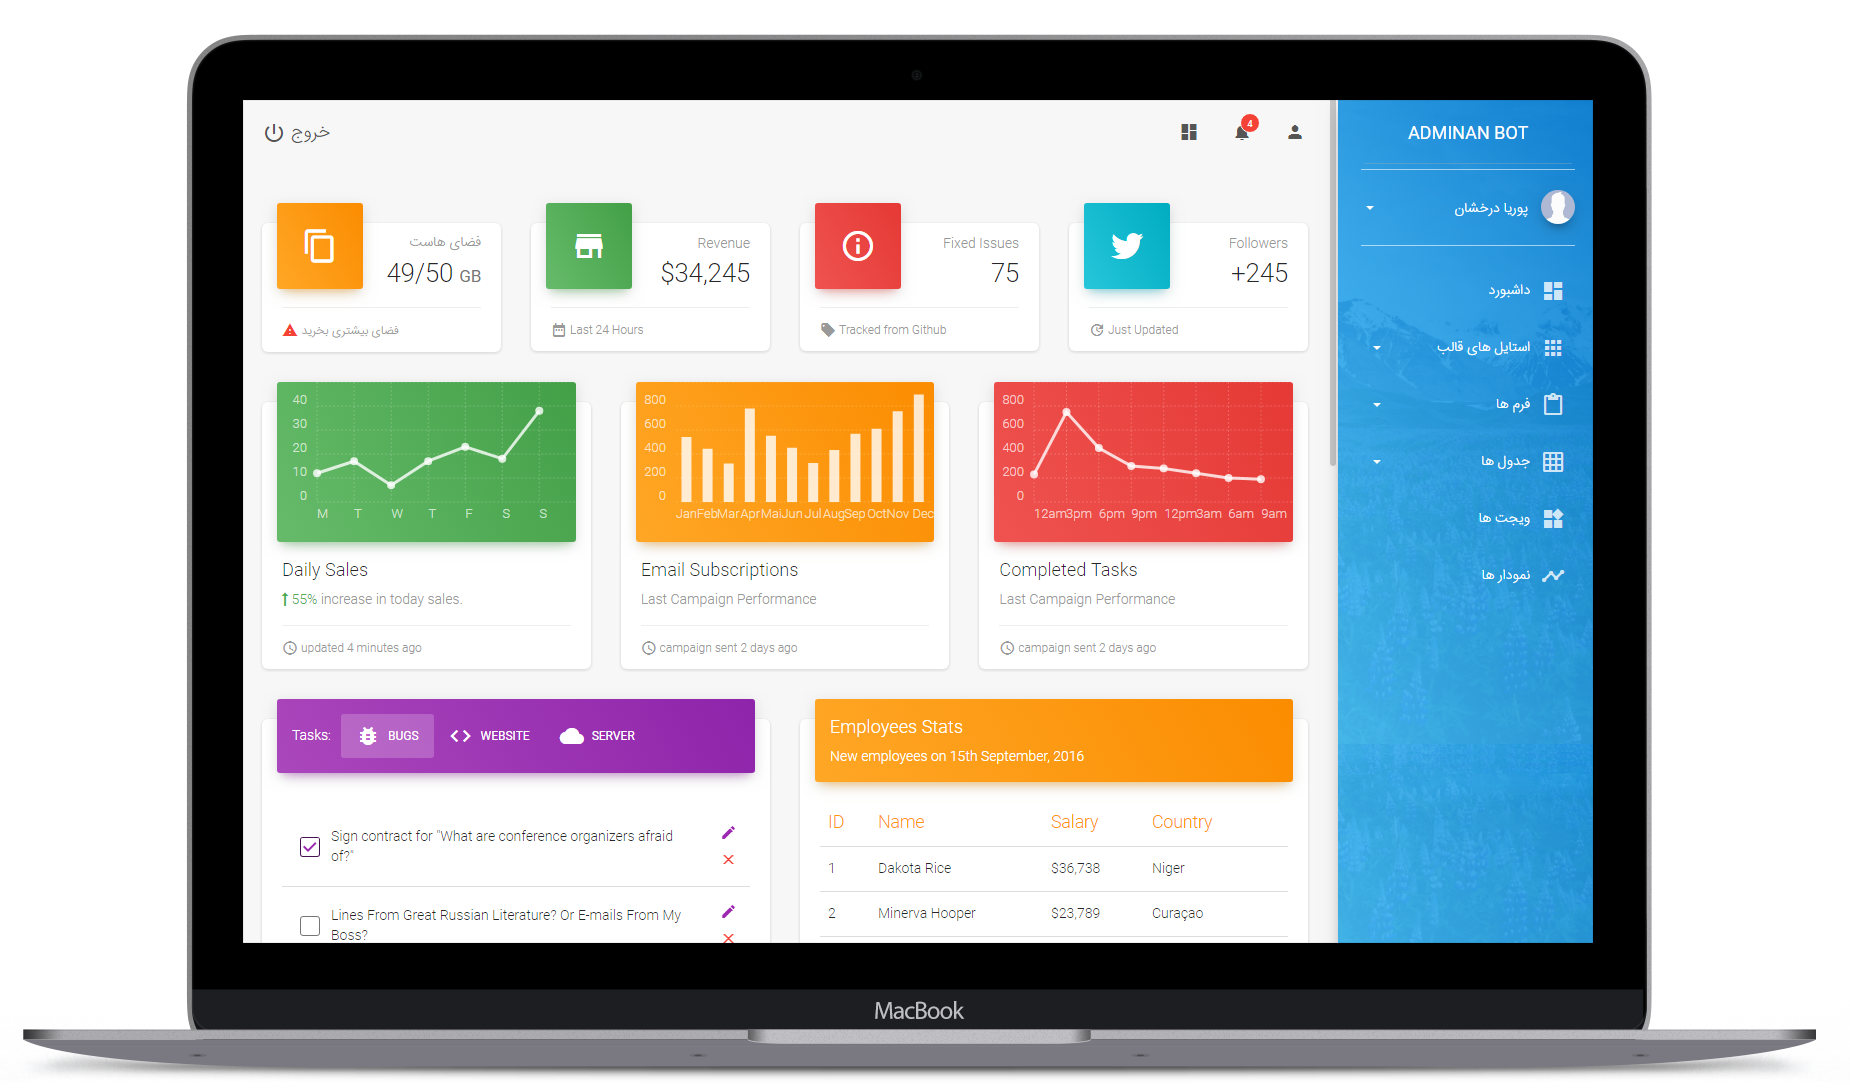 خروج
4
ADMINAN BOT
پوریا درخشان
داشبورد
استایل های قالب
فرم ها
جدول ها
ویجت ها
نمودار ها
فضای هاست
49/50 GB
فضای بیشتری بخرید
Revenue
$34,245
Last 24 Hours
Fixed Issues
75
Tracked from Github
Followers
+245
Just Updated
40
30
20
10
0
M T W T F S S
Daily Sales
55% increase in today sales.
updated 4 minutes ago
800
600
400
200
0
Jan Feb Mar Apr Mai Jun Jul Aug Sep Oct Nov Dec
Email Subscriptions
Last Campaign Performance
campaign sent 2 days ago
800
600
400
200
0
12am 3pm 6pm 9pm 12pm 3am 6am 9am
Completed Tasks
Last Campaign Performance
campaign sent 2 days ago
Tasks: BUGS WEBSITE SERVER
Sign contract for "What are conference organizers afraid
of?"
Lines From Great Russian Literature? Or E-mails From My
Boss?
Employees Stats
New employees on 15th September, 2016
ID Name Salary Country
1 Dakota Rice $36,738 Niger
2 Minerva Hooper $23,789 Curaçao
MacBook